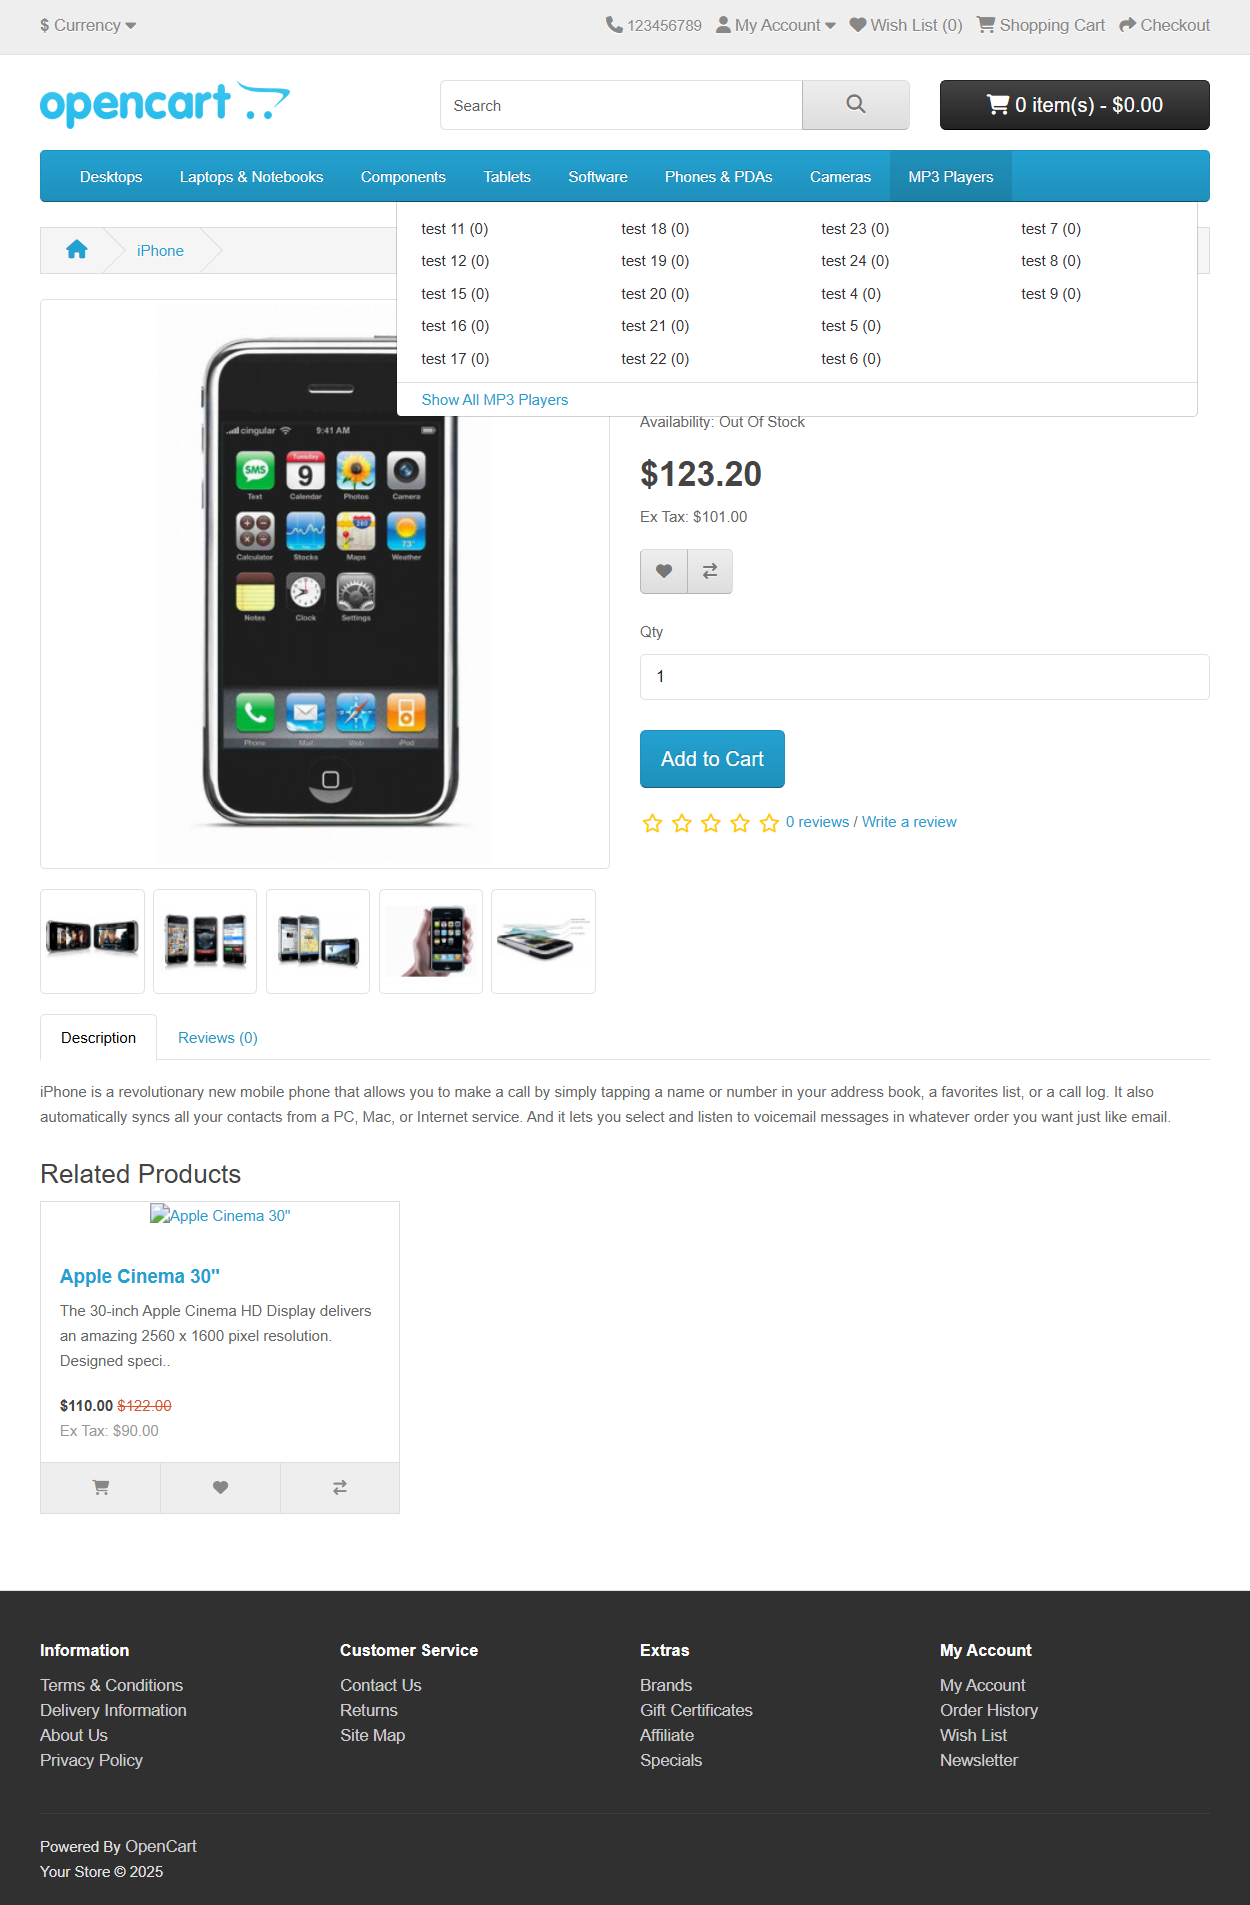 $ Currency
123456789 My Account Wish List (0) Shopping Cart Checkout
opencart
Search
0 item(s) - $0.00
Desktops Laptops & Notebooks Components Tablets Software Phones & PDAs Cameras MP3 Players
test 11 (0) test 18 (0) test 23 (0) test 7 (0)
test 12 (0) test 19 (0) test 24 (0) test 8 (0)
test 15 (0) test 20 (0) test 4 (0) test 9 (0)
test 16 (0) test 21 (0) test 5 (0)
test 17 (0) test 22 (0) test 6 (0)
Show All MP3 Players
iPhone
cingular 9:41 AM
SMS Tuesday 9 280 73°
Text Calendar Photos Camera
Calculator Stocks Maps Weather
Notes Clock Settings
Phone Mail Web iPod
Availability: Out Of Stock
$123.20
Ex Tax: $101.00
Qty
1
Add to Cart
0 reviews / Write a review
Description Reviews (0)
iPhone is a revolutionary new mobile phone that allows you to make a call by simply tapping a name or number in your address book, a favorites list, or a call log. It also
automatically syncs all your contacts from a PC, Mac, or Internet service. And it lets you select and listen to voicemail messages in whatever order you want just like email.
Related Products
Apple Cinema 30"
Apple Cinema 30"
The 30-inch Apple Cinema HD Display delivers
an amazing 2560 x 1600 pixel resolution.
Designed speci..
$110.00 $122.00
Ex Tax: $90.00
Information
Terms & Conditions
Delivery Information
About Us
Privacy Policy
Customer Service
Contact Us
Returns
Site Map
Extras
Brands
Gift Certificates
Affiliate
Specials
My Account
My Account
Order History
Wish List
Newsletter
Powered By OpenCart
Your Store © 2025